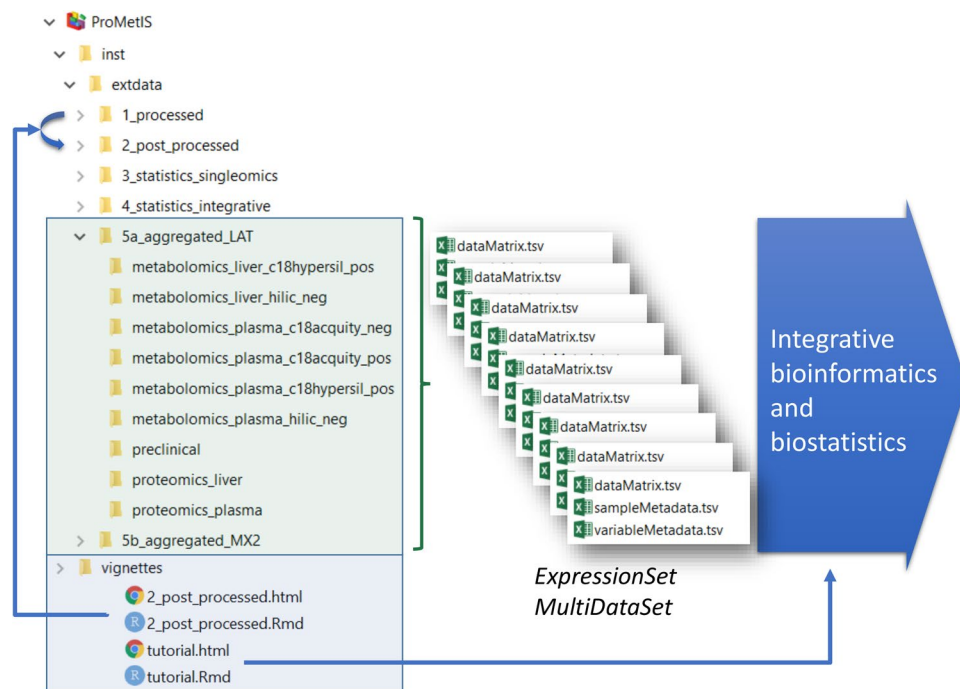 ProMetIS
inst
extdata
1_processed
2_post_processed
3_statistics_singleomics
4_statistics_integrative
5a_aggregated_LAT
metabolomics_liver_c18hypersil_pos
metabolomics_liver_hilic_neg
metabolomics_plasma_c18acquity_neg
metabolomics_plasma_c18acquity_pos
metabolomics_plasma_c18hypersil_pos
metabolomics_plasma_hilic_neg
preclinical
proteomics_liver
proteomics_plasma
5b_aggregated_MX2
vignettes
2_post_processed.html
2_post_processed.Rmd
tutorial.html
tutorial.Rmd
dataMatrix.tsv
dataMatrix.tsv
dataMatrix.tsv
dataMatrix.tsv
dataMatrix.tsv
dataMatrix.tsv
dataMatrix.tsv
dataMatrix.tsv
dataMatrix.tsv
sampleMetadata.tsv
variableMetadata.tsv
ExpressionSet
MultiDataSet
Integrative
bioinformatics
and
biostatistics